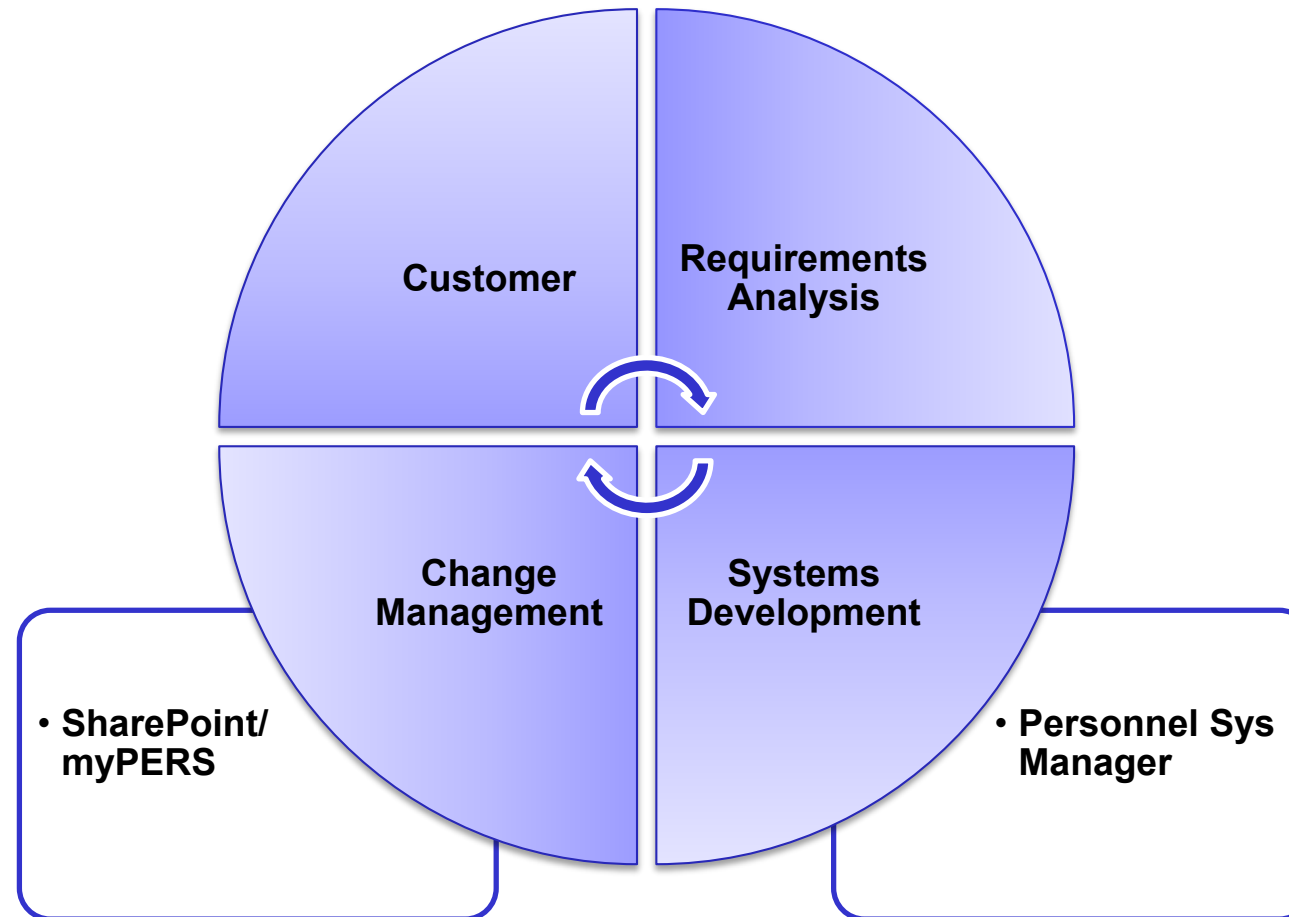 Customer
Requirements
Analysis
Change
Management
Systems
Development
• SharePoint/
myPERS
• Personnel Sys
Manager